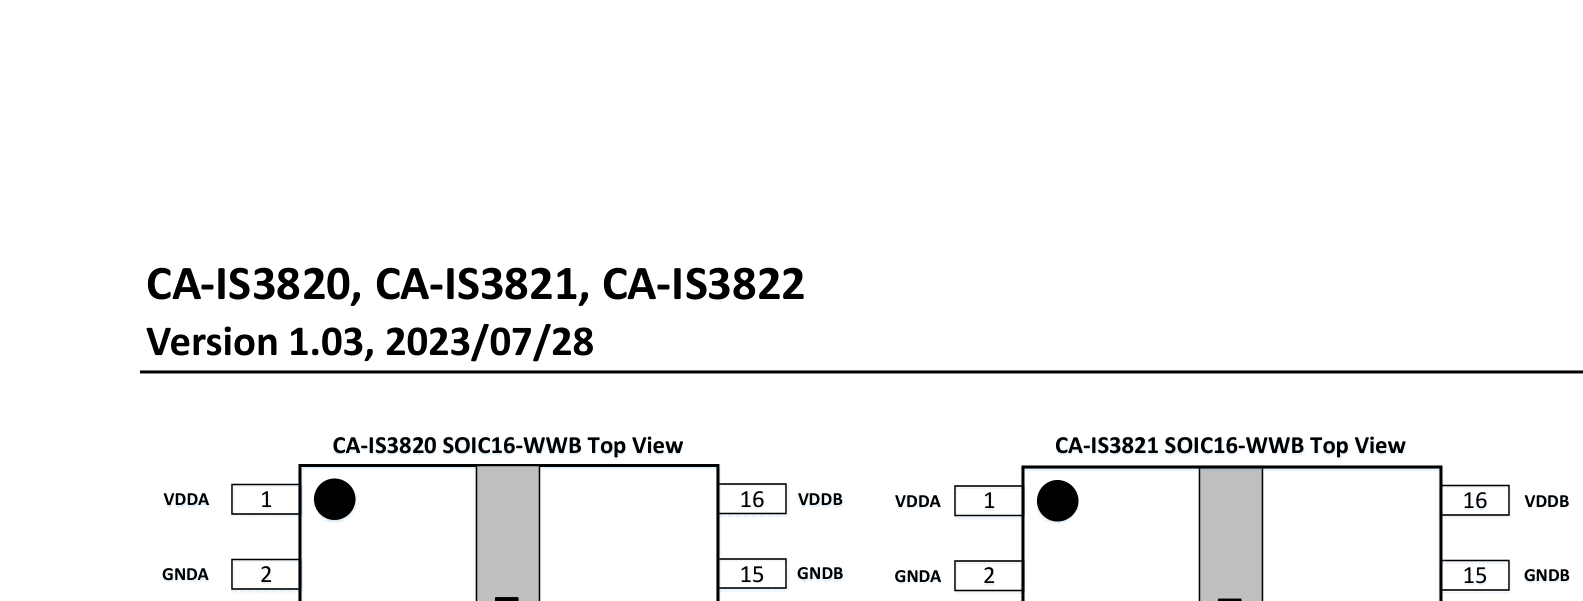 CA-IS3820, CA-IS3821, CA-IS3822
Version 1.03, 2023/07/28
CA-IS3820 SOIC16-WWB Top View
VDDA 1 16 VDDB
GNDA 2 15 GNDB
CA-IS3821 SOIC16-WWB Top View
VDDA 1 16 VDDB
GNDA 2 15 GNDB